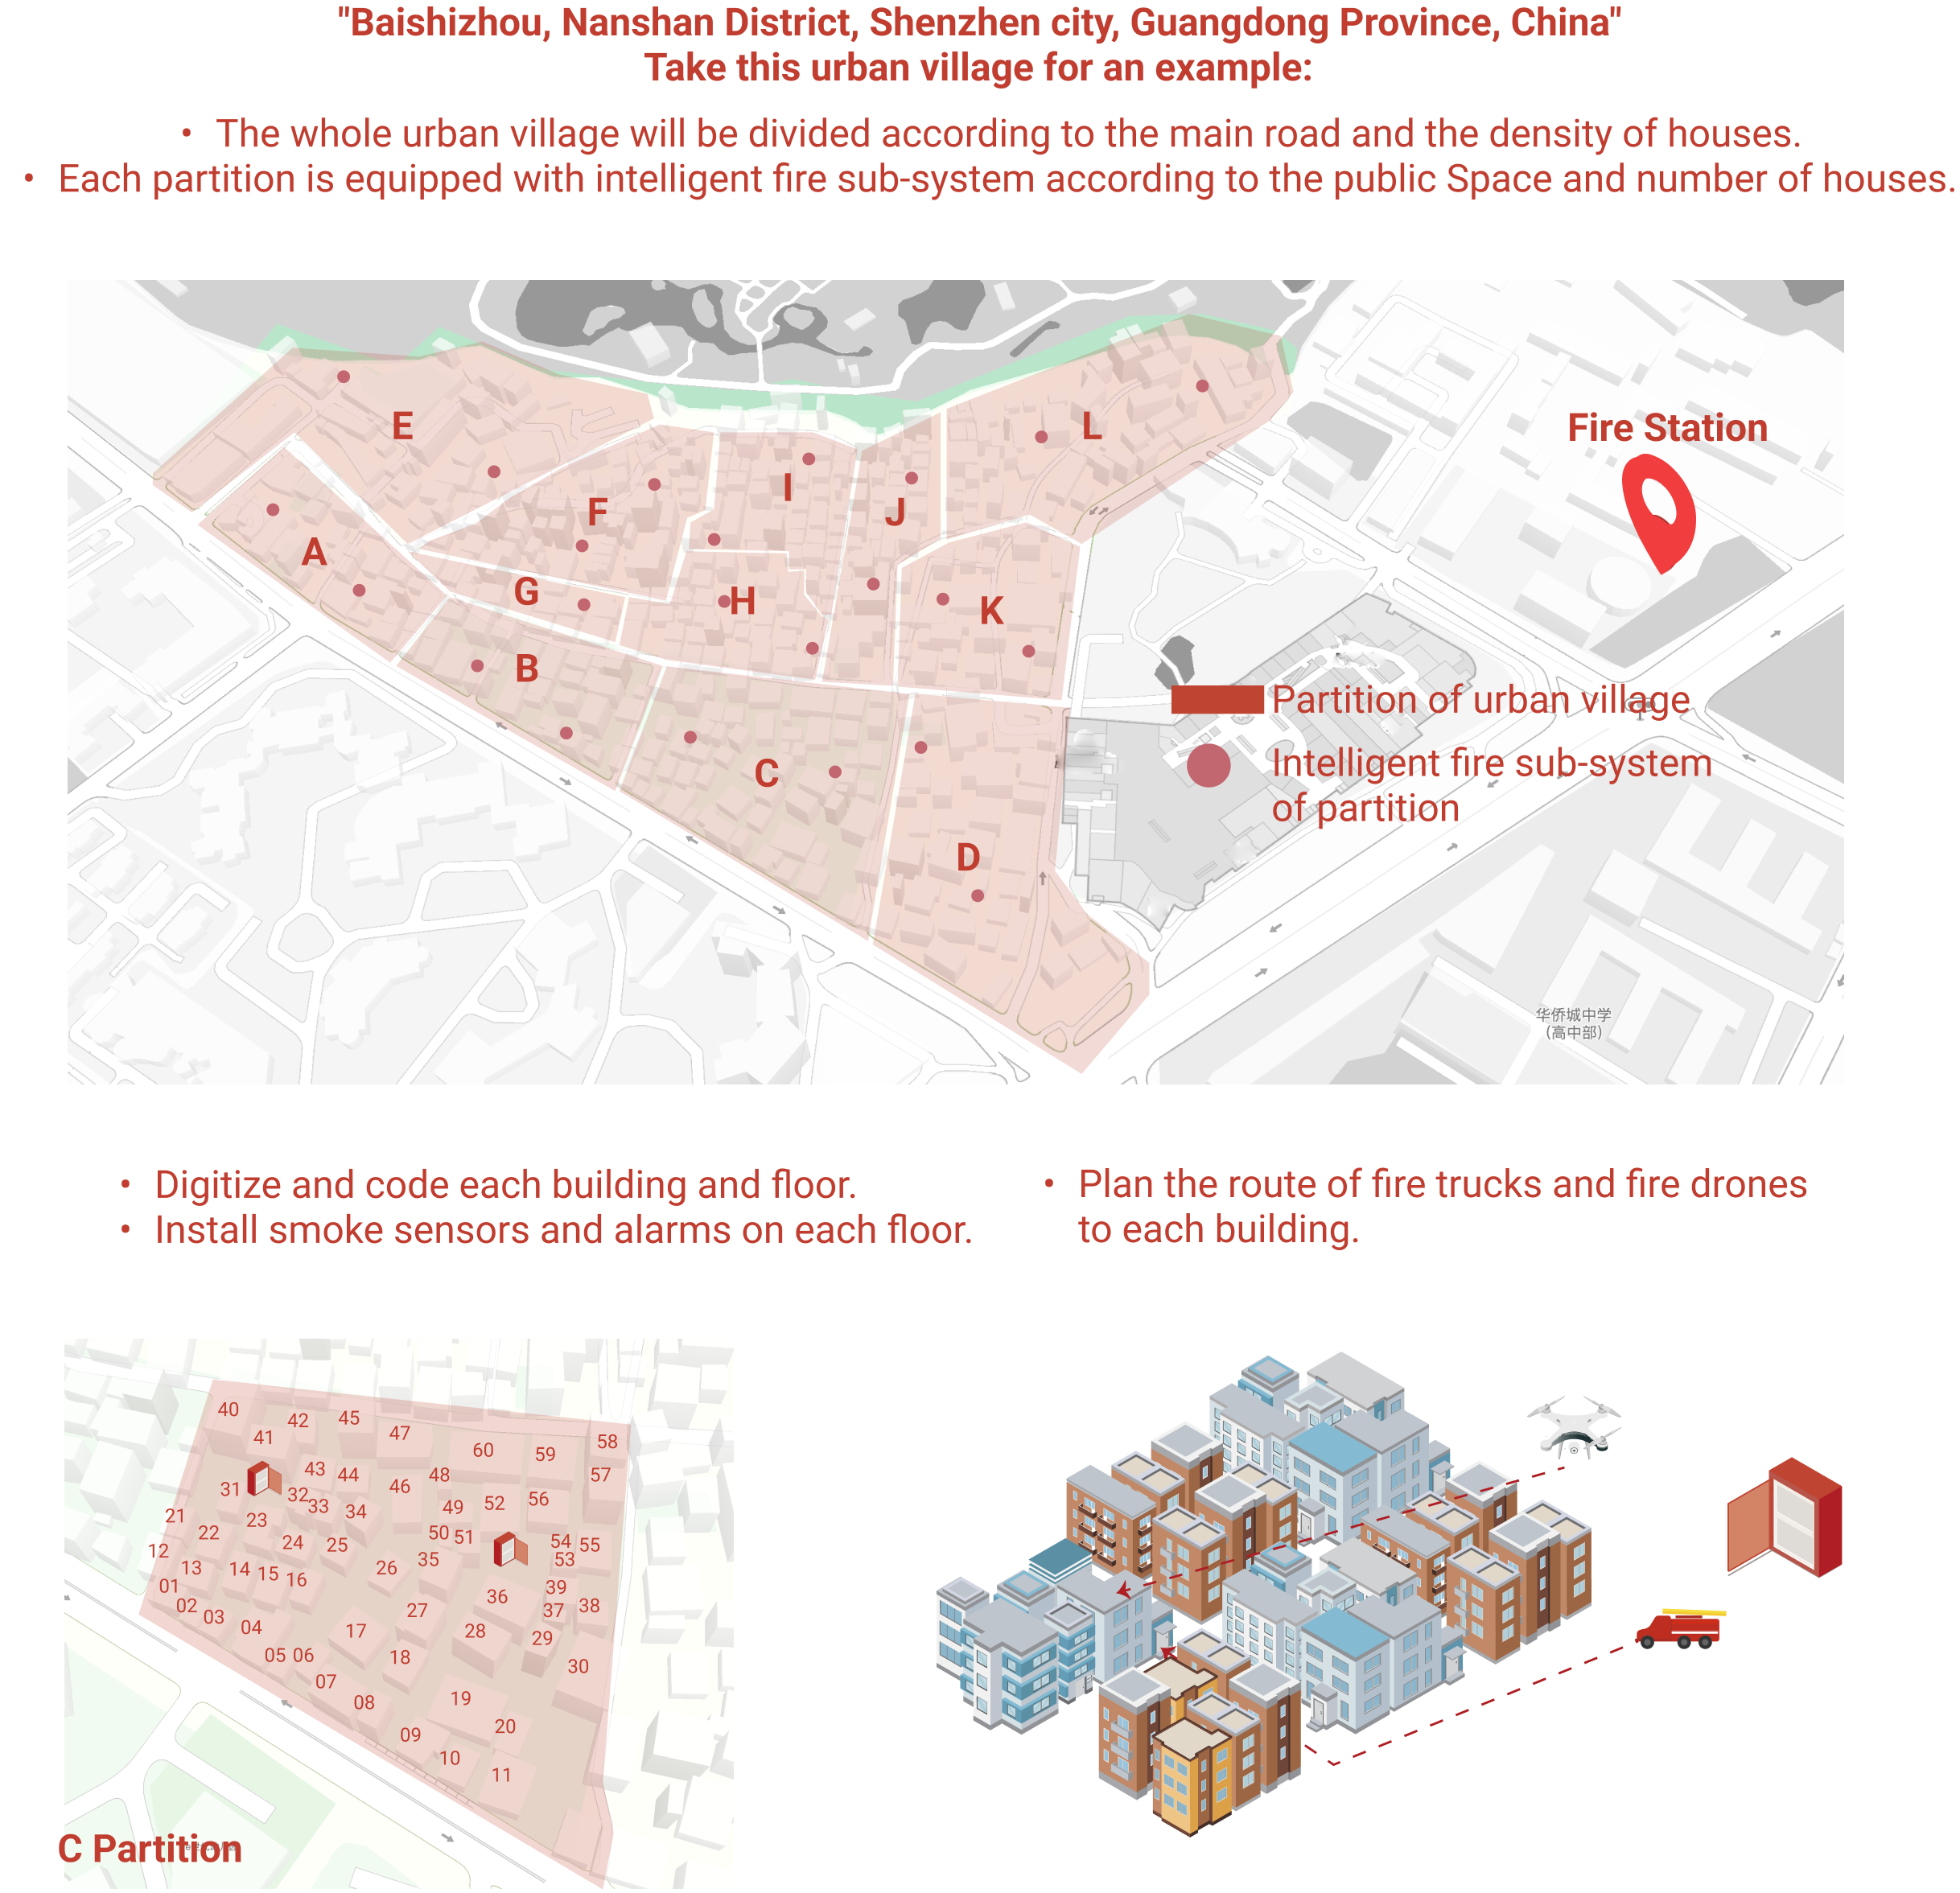 "Baishizhou, Nanshan District, Shenzhen city, Guangdong Province, China"
Take this urban village for an example:
• The whole urban village will be divided according to the main road and the density of houses.
• Each partition is equipped with intelligent fire sub-system according to the public Space and number of houses.
E
L
Fire Station
I
F
J
A
G
H
K
B
Partition of urban village
C
Intelligent fire sub-system
of partition
D
华侨城中学
(高中部)
• Digitize and code each building and floor.
• Install smoke sensors and alarms on each floor.
• Plan the route of fire trucks and fire drones
to each building.
40
42
45
41
47
58
60
59
43
44
48
57
31
46
32
33
34
49
52
56
21
23
22
50
51
54
55
24
25
12
35
53
13
14
15
16
26
01
39
36
02
03
27
37
38
04
17
28
29
05
06
18
30
07
08
19
09
20
10
11
C Partition